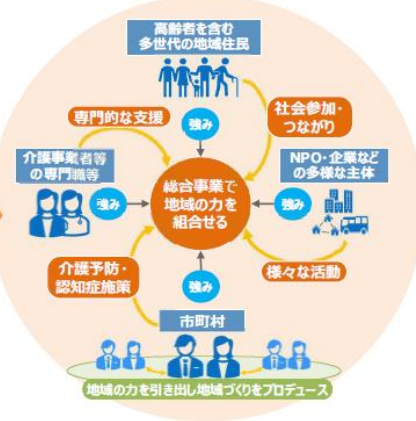 高齢者を含む
多世代の地域住民
専門的な支援
強み
社会参加・
つながり
介護事業者等
の専門職等
強み
総合事業で
地域の力を
組合せる
強み
NPO・企業など
の多様な主体
介護予防・
認知症施策
強み
様々な活動
市町村
地域の力を引き出し地域づくりをプロデュース